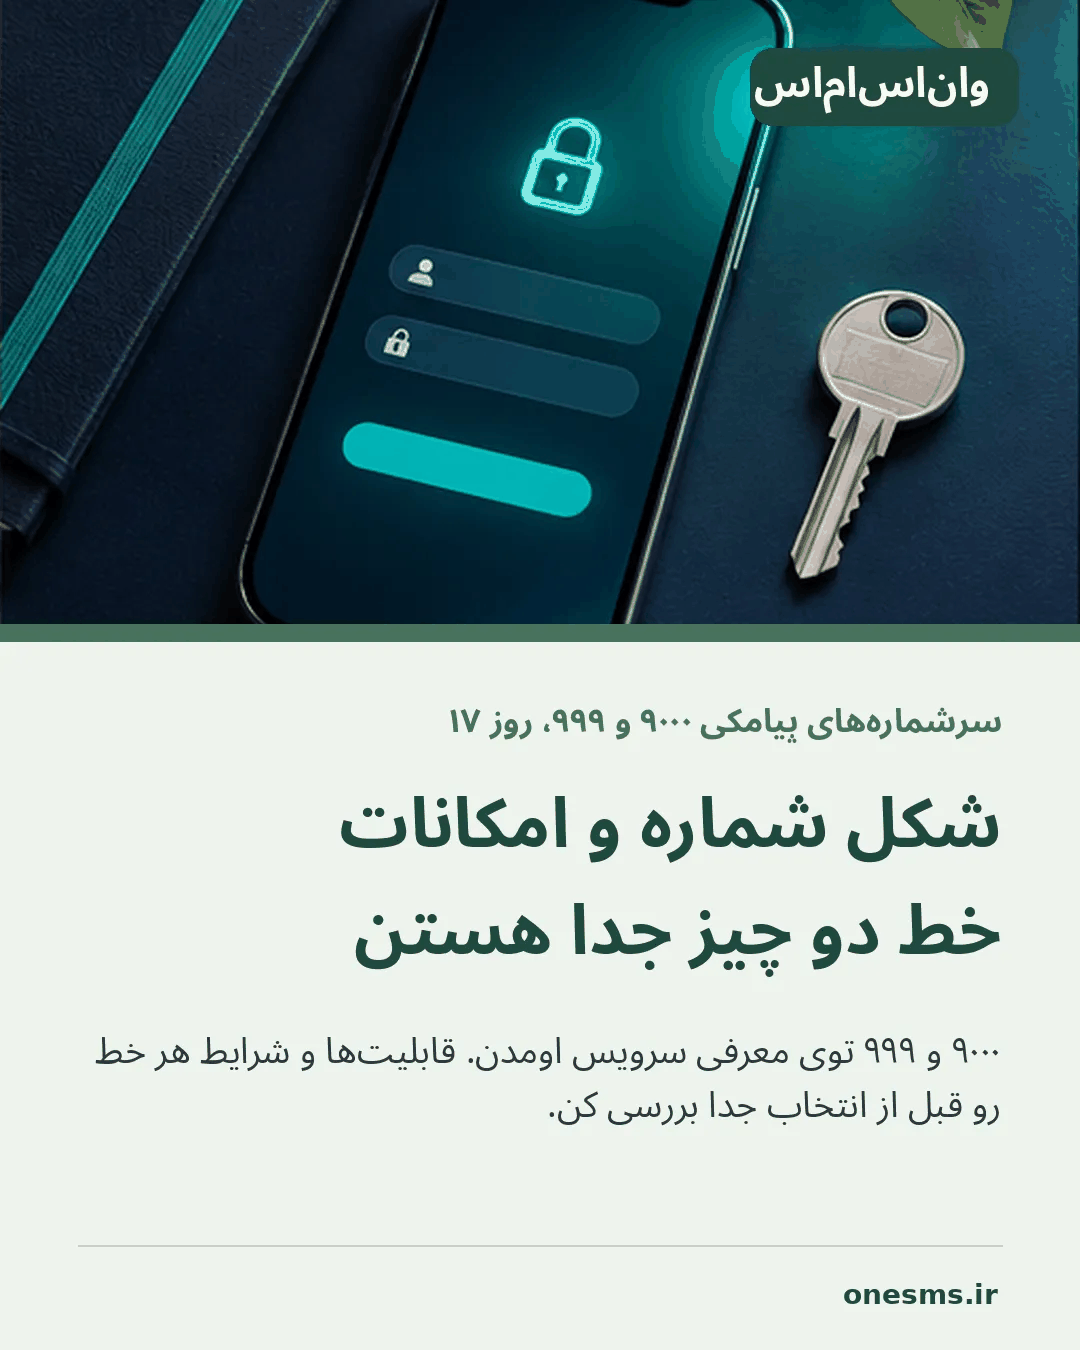 وان‌اس‌ام‌اس
سرشماره‌های پیامکی ۹۰۰۰ و ۹۹۹، روز ۱۷
شکل شماره و امکانات
خط دو چیز جدا هستن
۹۰۰۰ و ۹۹۹ توی معرفی سرویس اومدن. قابلیت‌ها و شرایط هر خط
رو قبل از انتخاب جدا بررسی کن.
onesms.ir